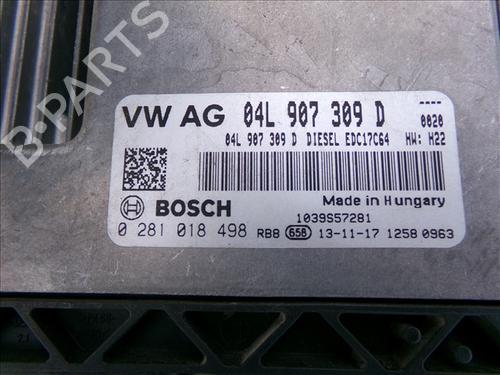 B-PARTS
VW AG 04L 907 309 D ----
0020
04L 907 309 D DIESEL EDC17C64 HW: H22
Made in Hungary
BOSCH 1039S57281
0 281 018 498 RB8 658 13-11-17 1258 0963